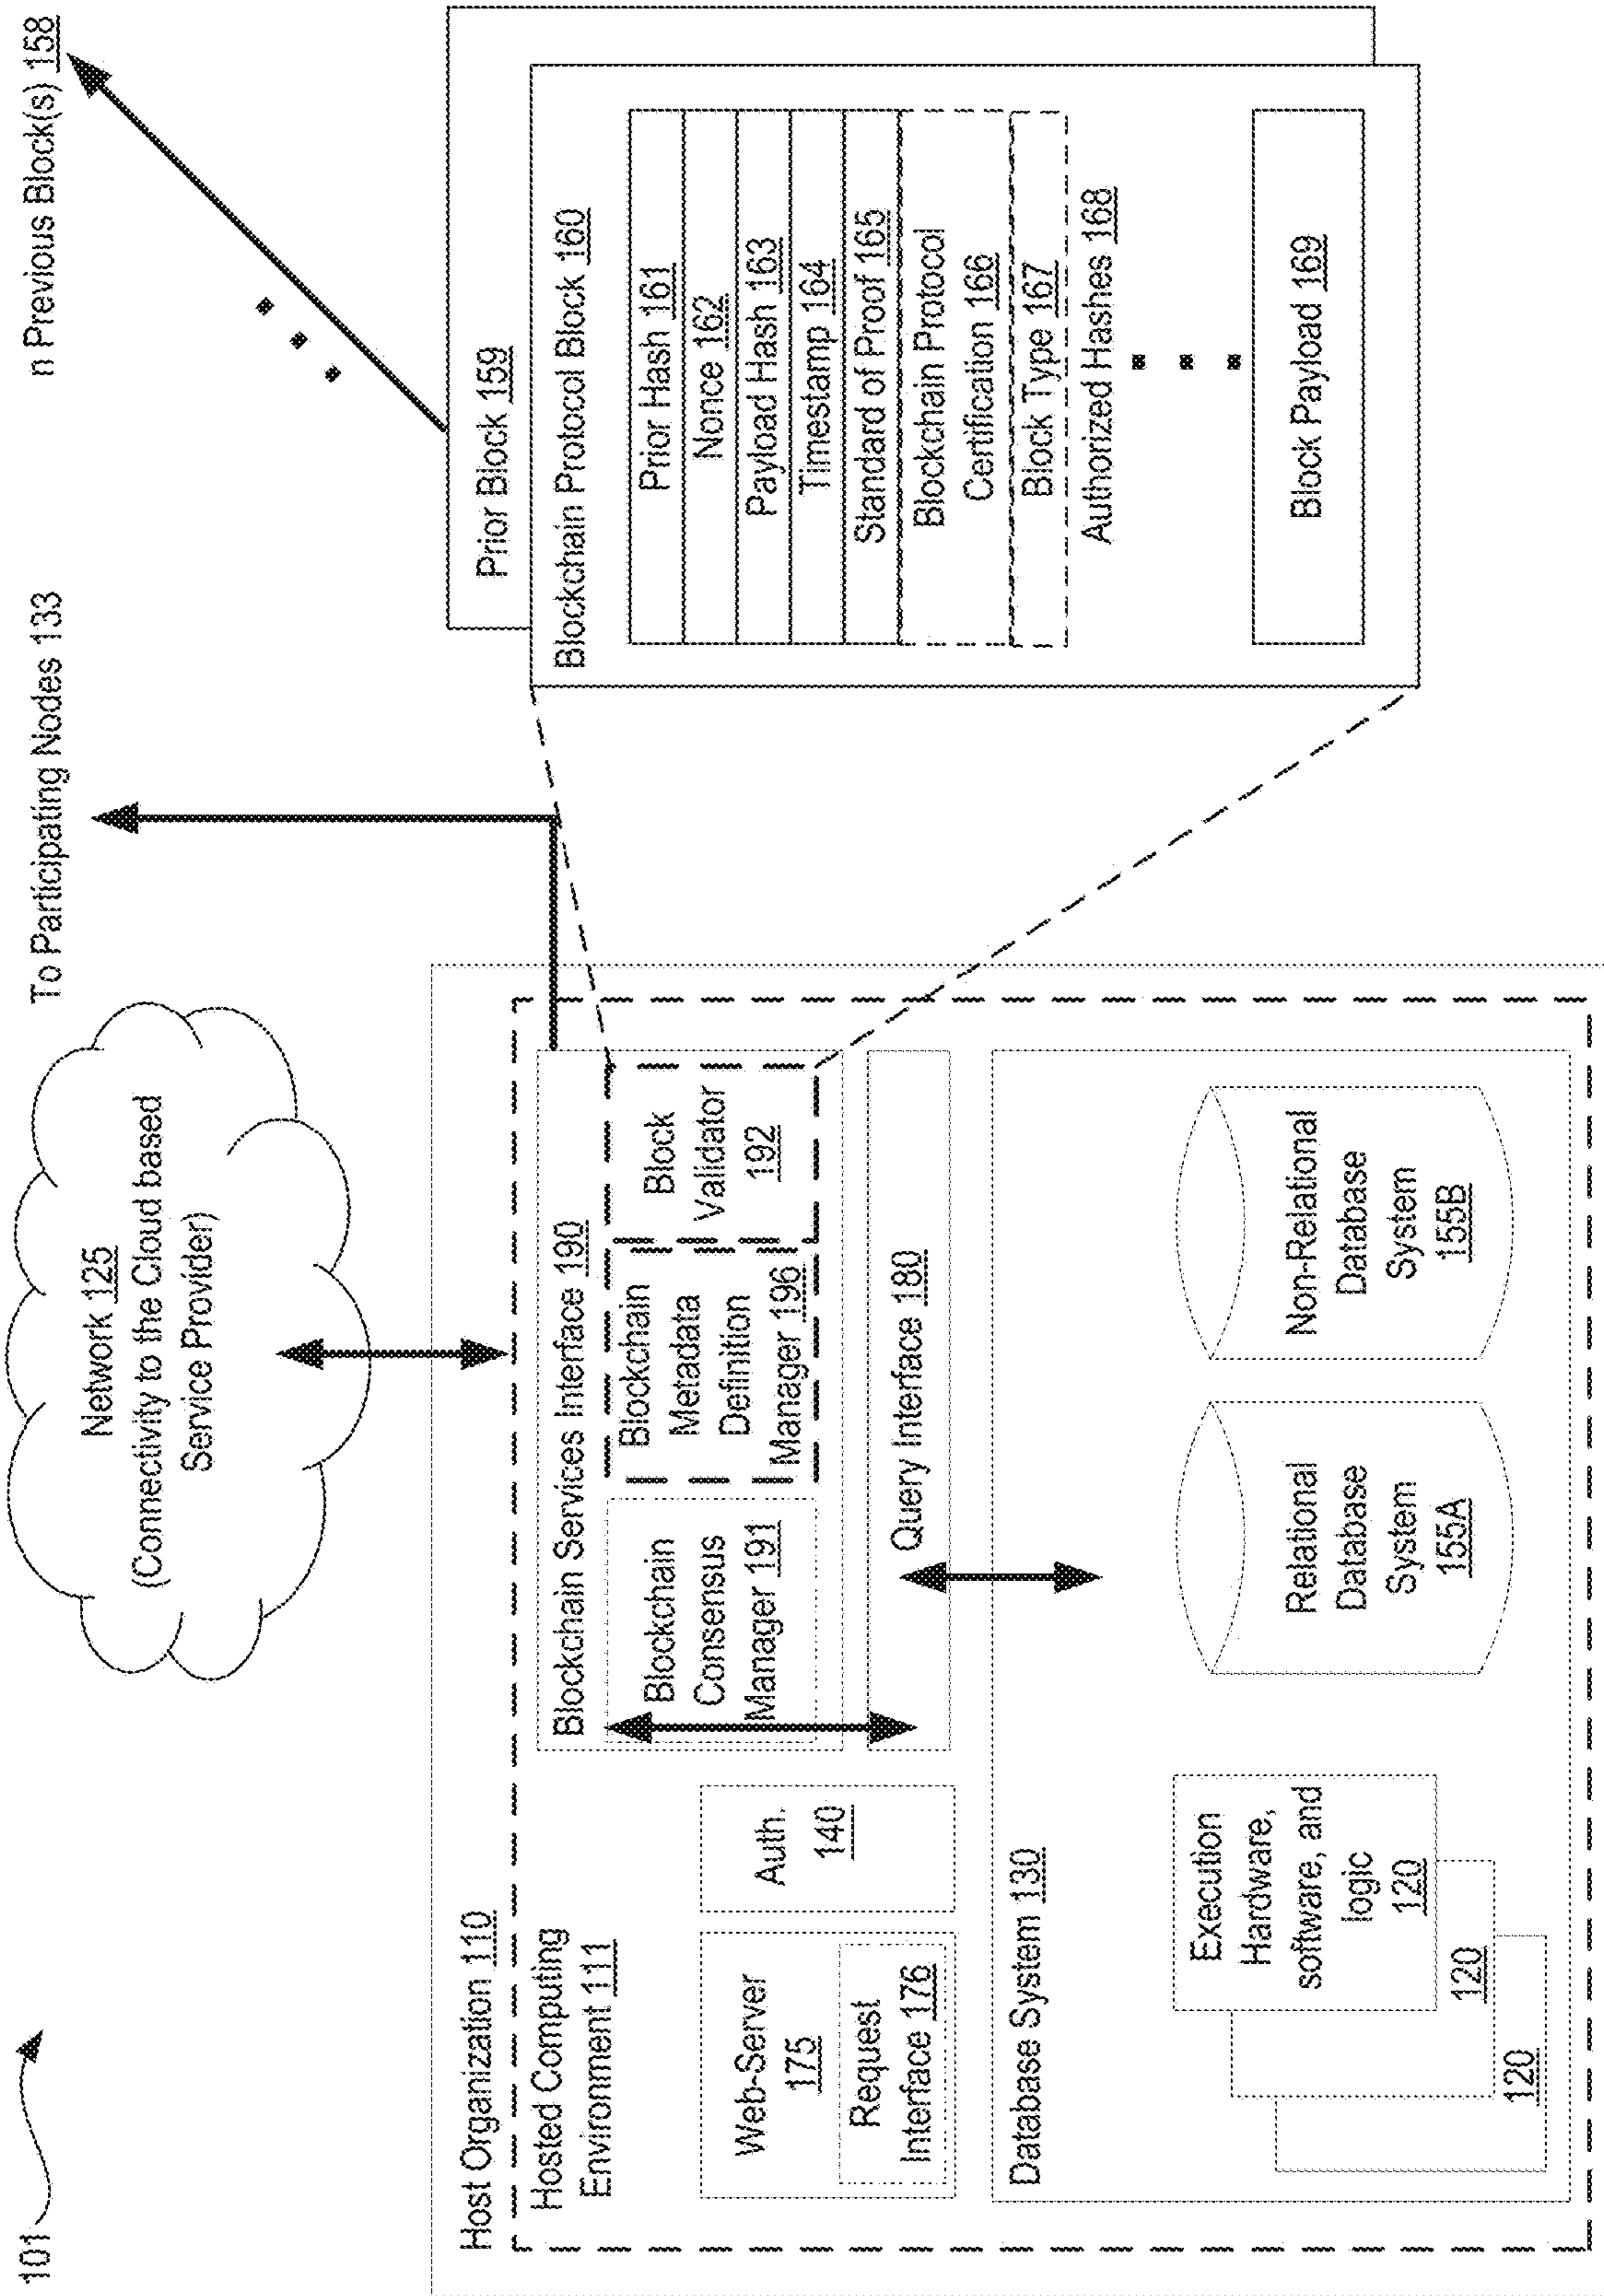 101
Network 125
(Connectivity to the Cloud based
Service Provider)
To Participating Nodes 133
n Previous Block(s) 158
Host Organization 110
Hosted Computing
Environment 111
Web-Server
175
Request
Interface 176
Auth.
140
Blockchain Services Interface 190
Blockchain
Consensus
Manager 191
Blockchain
Metadata
Definition
Manager 196
Block
Validator
192
Query Interface 180
Database System 130
Execution
Hardware,
software, and
logic
120
120
120
Relational
Database
System
155A
Non-Relational
Database
System
155B
Prior Block 159
Blockchain Protocol Block 160
Prior Hash 161
Nonce 162
Payload Hash 163
Timestamp 164
Standard of Proof 165
Blockchain Protocol
Certification 166
Block Type 167
Authorized Hashes 168
Block Payload 169